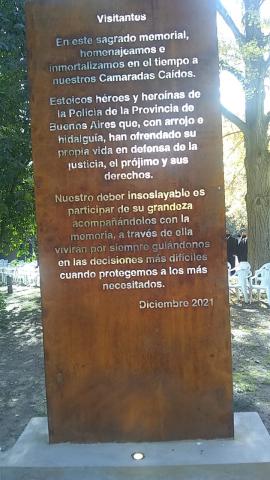 Visitantes
En este sagrado memorial,
homenajeamos e
inmortalizamos en el tiempo a
nuestros Camaradas Caídos.
Estoicos héroes y heroínas de
la Policía de la Provincia de
Buenos Aires que, con arrojo e
hidalguía, han ofrendado su
propia vida en defensa de la
justicia, el prójimo y sus
derechos.
Nuestro deber insoslayable es
participar de su grandeza
acompañándolos con la
memoria, a través de ella
vivirán por siempre guiándonos
en las decisiones más difíciles
cuando protegemos a los más
necesitados.
Diciembre 2021